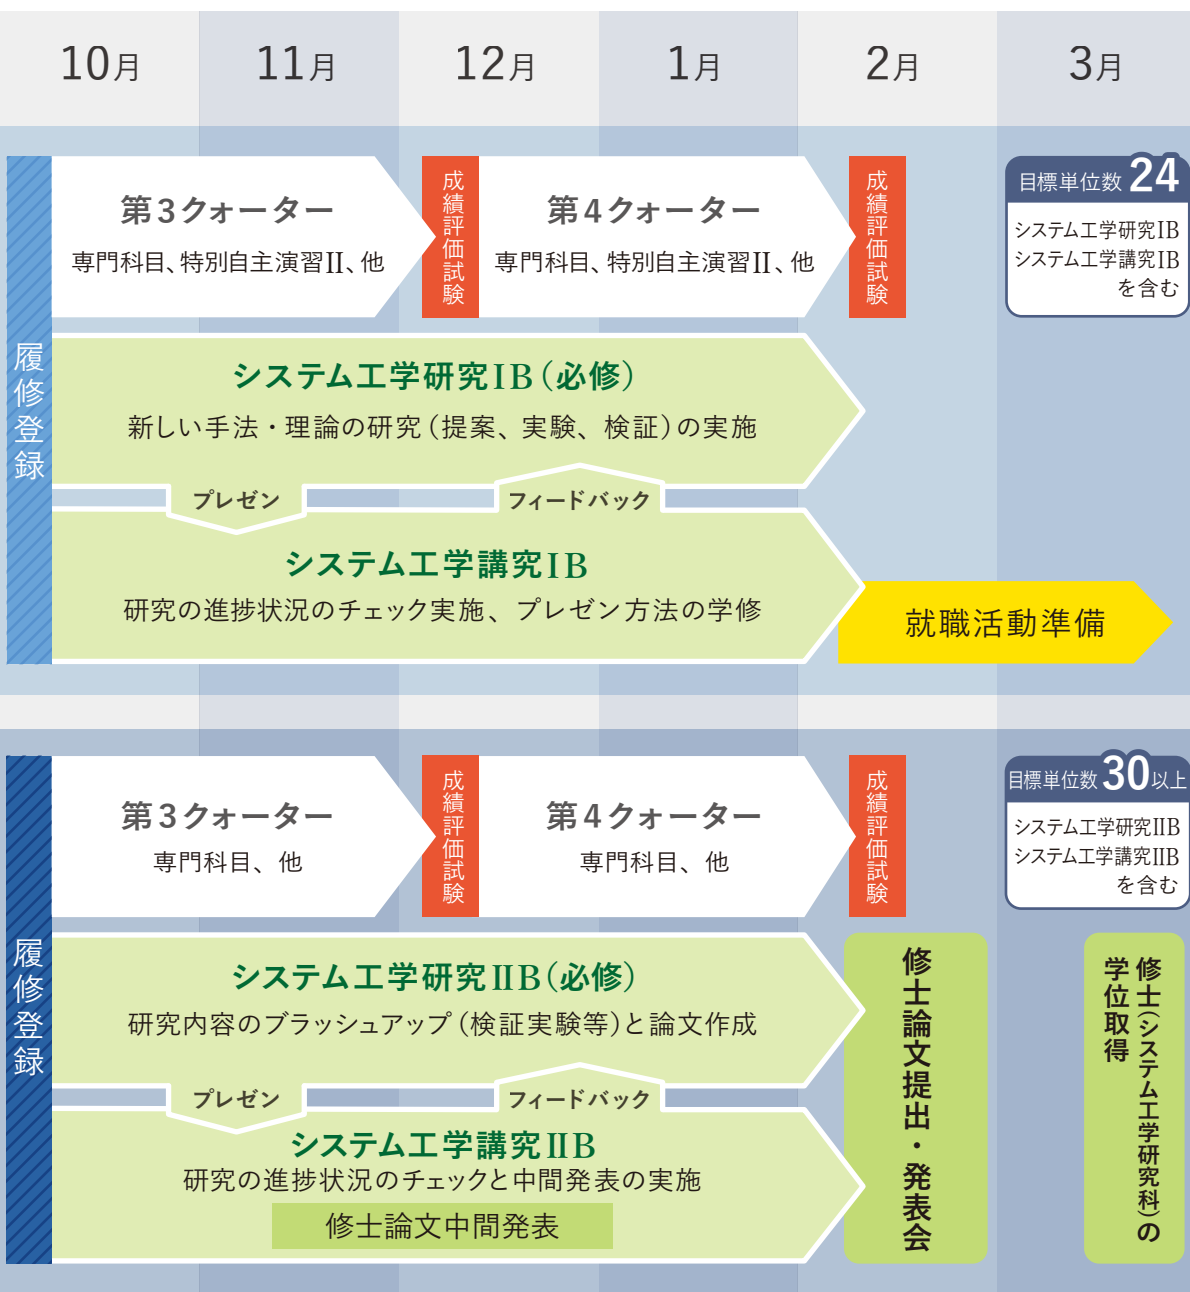 10月 11月 12月 1月 2月 3月
履修登録
第3クォーター
専門科目、特別自主演習II、他
成績評価試験
第4クォーター
専門科目、特別自主演習II、他
成績評価試験
目標単位数 24
システム工学研究IB
システム工学講究IB
を含む
システム工学研究IB(必修)
新しい手法・理論の研究(提案、実験、検証)の実施
プレゼン
フィードバック
システム工学講究IB
研究の進捗状況のチェック実施、プレゼン方法の学修
就職活動準備
履修登録
第3クォーター
専門科目、他
成績評価試験
第4クォーター
専門科目、他
成績評価試験
目標単位数 30以上
システム工学研究IIB
システム工学講究IIB
を含む
システム工学研究IIB(必修)
研究内容のブラッシュアップ(検証実験等)と論文作成
プレゼン
フィードバック
システム工学講究IIB
研究の進捗状況のチェックと中間発表の実施
修士論文中間発表
修士論文提出・発表会
修士(システム工学研究科)の
学位取得